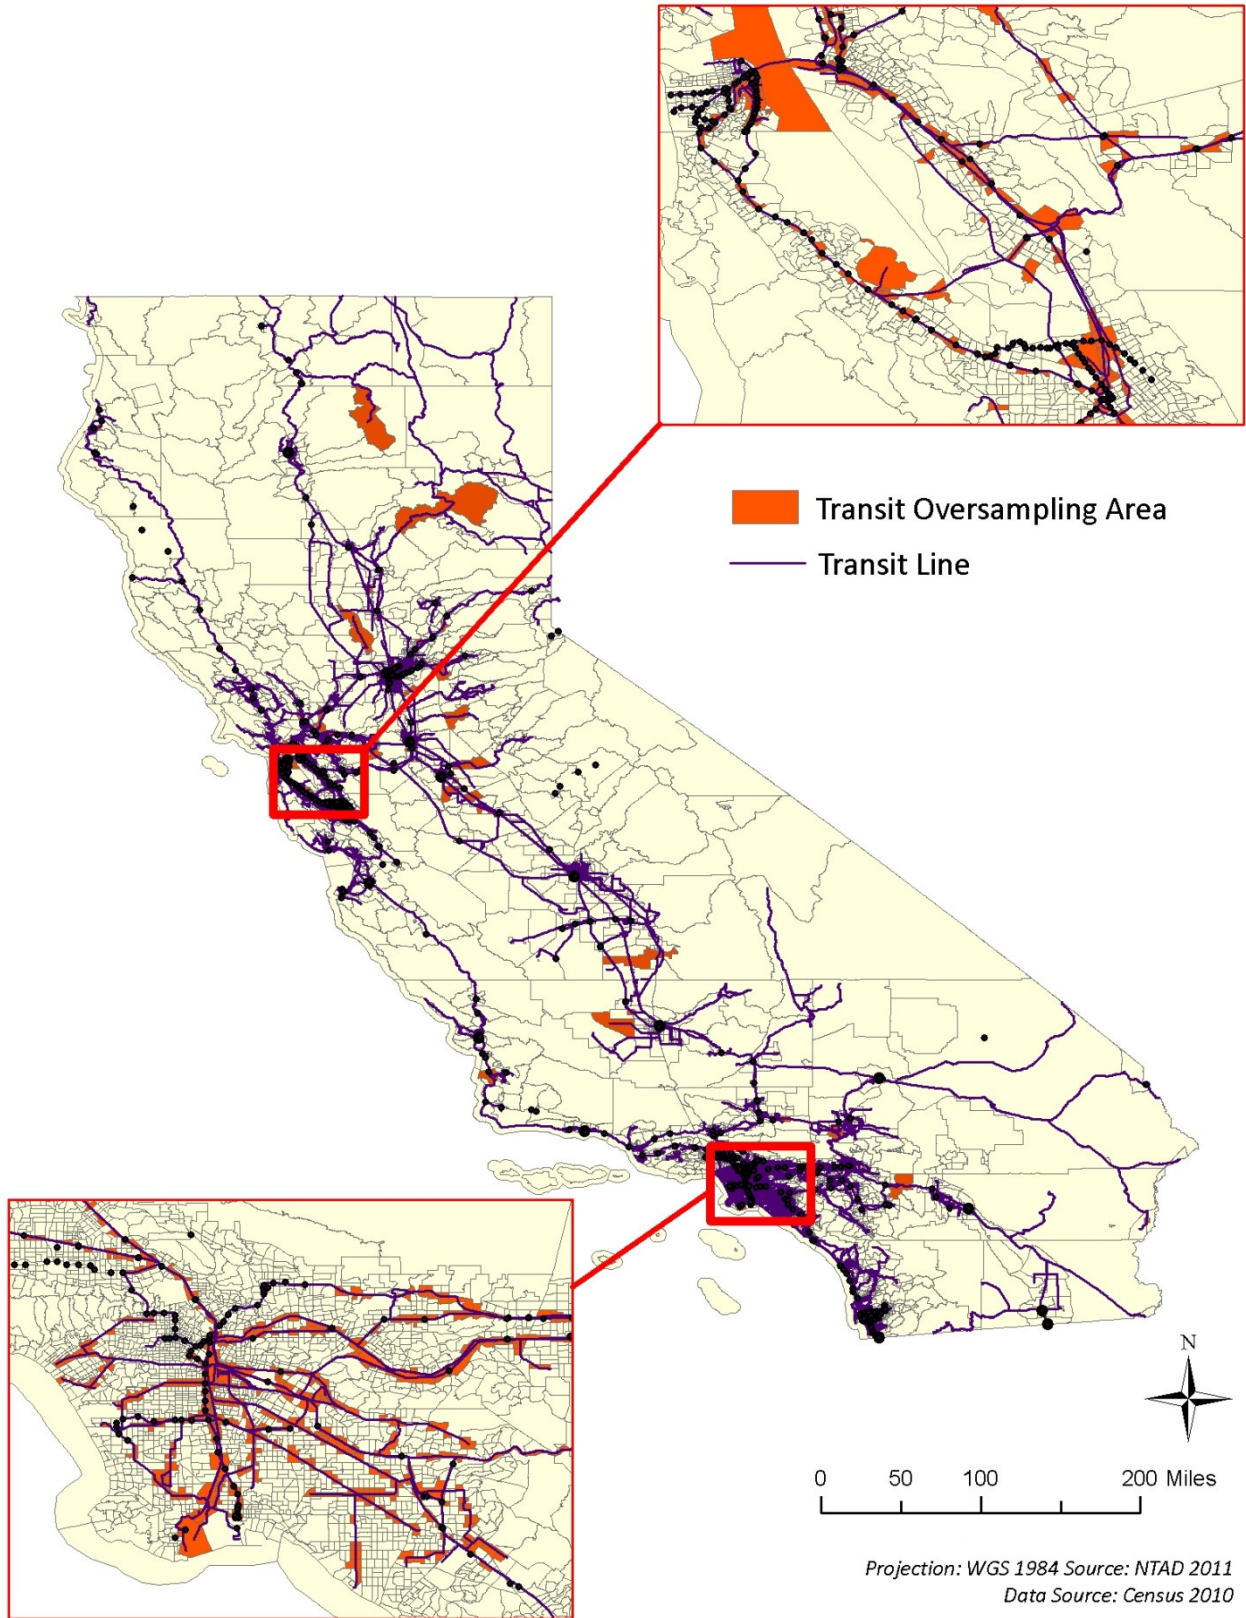 Transit Oversampling Area
Transit Line
N
0 50 100 200 Miles
Projection: WGS 1984 Source: NTAD 2011
Data Source: Census 2010